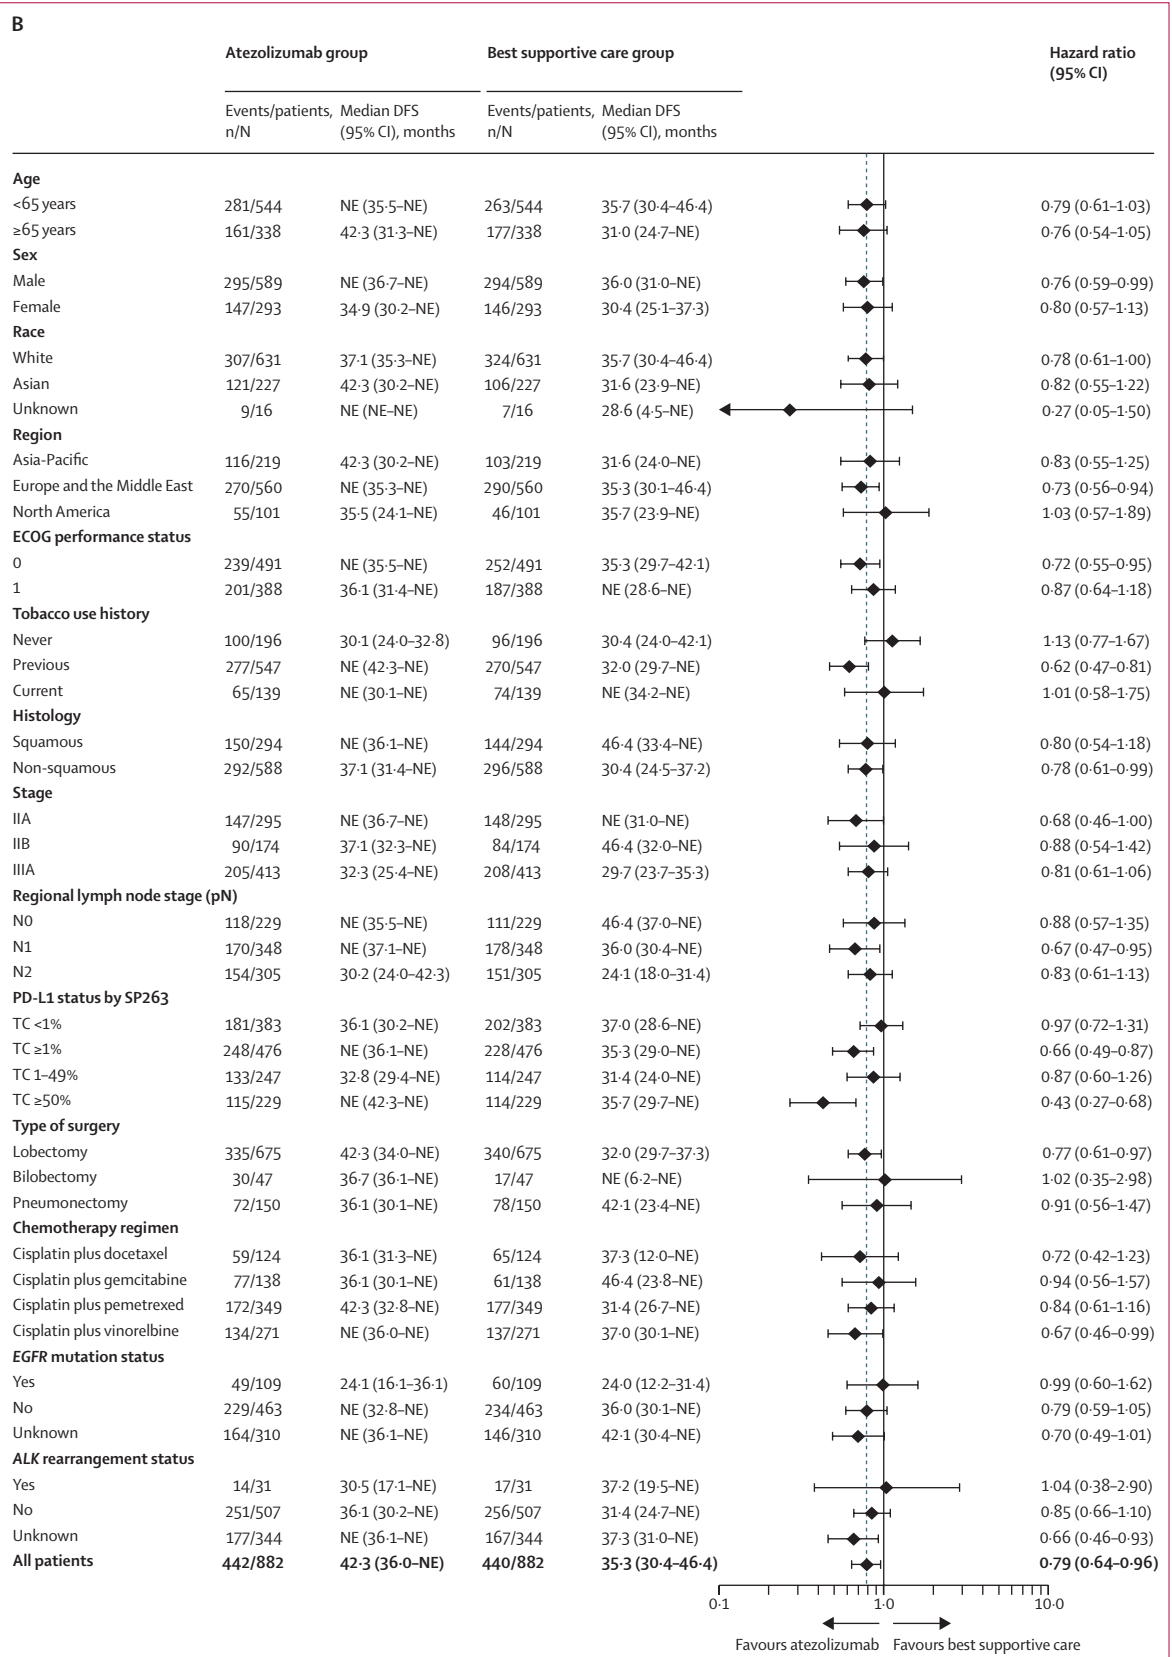 B
Atezolizumab group Best supportive care group Hazard ratio
(95% CI)
Events/patients, Median DFS Events/patients, Median DFS
n/N (95% CI), months n/N (95% CI), months
Age
<65 years 281/544 NE (35·5–NE) 263/544 35·7 (30·4–46·4) 0·79 (0·61–1·03)
≥65 years 161/338 42·3 (31·3–NE) 177/338 31·0 (24·7–NE) 0·76 (0·54–1·05)
Sex
Male 295/589 NE (36·7–NE) 294/589 36·0 (31·0–NE) 0·76 (0·59–0·99)
Female 147/293 34·9 (30·2–NE) 146/293 30·4 (25·1–37·3) 0·80 (0·57–1·13)
Race
White 307/631 37·1 (35·3–NE) 324/631 35·7 (30·4–46·4) 0·78 (0·61–1·00)
Asian 121/227 42·3 (30·2–NE) 106/227 31·6 (23·9–NE) 0·82 (0·55–1·22)
Unknown 9/16 NE (NE–NE) 7/16 28·6 (4·5–NE) 0·27 (0·05–1·50)
Region
Asia-Pacific 116/219 42·3 (30·2–NE) 103/219 31·6 (24·0–NE) 0·83 (0·55–1·25)
Europe and the Middle East 270/560 NE (35·3–NE) 290/560 35·3 (30·1–46·4) 0·73 (0·56–0·94)
North America 55/101 35·5 (24·1–NE) 46/101 35·7 (23·9–NE) 1·03 (0·57–1·89)
ECOG performance status
0 239/491 NE (35·5–NE) 252/491 35·3 (29·7–42·1) 0·72 (0·55–0·95)
1 201/388 36·1 (31·4–NE) 187/388 NE (28·6–NE) 0·87 (0·64–1·18)
Tobacco use history
Never 100/196 30·1 (24·0–32·8) 96/196 30·4 (24·0–42·1) 1·13 (0·77–1·67)
Previous 277/547 NE (42·3–NE) 270/547 32·0 (29·7–NE) 0·62 (0·47–0·81)
Current 65/139 NE (30·1–NE) 74/139 NE (34·2–NE) 1·01 (0·58–1·75)
Histology
Squamous 150/294 NE (36·1–NE) 144/294 46·4 (33·4–NE) 0·80 (0·54–1·18)
Non-squamous 292/588 37·1 (31·4–NE) 296/588 30·4 (24·5–37·2) 0·78 (0·61–0·99)
Stage
IIA 147/295 NE (36·7–NE) 148/295 NE (31·0–NE) 0·68 (0·46–1·00)
IIB 90/174 37·1 (32·3–NE) 84/174 46·4 (32·0–NE) 0·88 (0·54–1·42)
IIIA 205/413 32·3 (25·4–NE) 208/413 29·7 (23·7–35·3) 0·81 (0·61–1·06)
Regional lymph node stage (pN)
N0 118/229 NE (35·5–NE) 111/229 46·4 (37·0–NE) 0·88 (0·57–1·35)
N1 170/348 NE (37·1–NE) 178/348 36·0 (30·4–NE) 0·67 (0·47–0·95)
N2 154/305 30·2 (24·0–42·3) 151/305 24·1 (18·0–31·4) 0·83 (0·61–1·13)
PD-L1 status by SP263
TC <1% 181/383 36·1 (30·2–NE) 202/383 37·0 (28·6–NE) 0·97 (0·72–1·31)
TC ≥1% 248/476 NE (36·1–NE) 228/476 35·3 (29·0–NE) 0·66 (0·49–0·87)
TC 1–49% 133/247 32·8 (29·4–NE) 114/247 31·4 (24·0–NE) 0·87 (0·60–1·26)
TC ≥50% 115/229 NE (42·3–NE) 114/229 35·7 (29·7–NE) 0·43 (0·27–0·68)
Type of surgery
Lobectomy 335/675 42·3 (34·0–NE) 340/675 32·0 (29·7–37·3) 0·77 (0·61–0·97)
Bilobectomy 30/47 36·7 (36·1–NE) 17/47 NE (6·2–NE) 1·02 (0·35–2·98)
Pneumonectomy 72/150 36·1 (30·1–NE) 78/150 42·1 (23·4–NE) 0·91 (0·56–1·47)
Chemotherapy regimen
Cisplatin plus docetaxel 59/124 36·1 (31·3–NE) 65/124 37·3 (12·0–NE) 0·72 (0·42–1·23)
Cisplatin plus gemcitabine 77/138 36·1 (30·1–NE) 61/138 46·4 (23·8–NE) 0·94 (0·56–1·57)
Cisplatin plus pemetrexed 172/349 42·3 (32·8–NE) 177/349 31·4 (26·7–NE) 0·84 (0·61–1·16)
Cisplatin plus vinorelbine 134/271 NE (36·0–NE) 137/271 37·0 (30·1–NE) 0·67 (0·46–0·99)
EGFR mutation status
Yes 49/109 24·1 (16·1–36·1) 60/109 24·0 (12·2–31·4) 0·99 (0·60–1·62)
No 229/463 NE (32·8–NE) 234/463 36·0 (30·1–NE) 0·79 (0·59–1·05)
Unknown 164/310 NE (36·1–NE) 146/310 42·1 (30·4–NE) 0·70 (0·49–1·01)
ALK rearrangement status
Yes 14/31 30·5 (17·1–NE) 17/31 37·2 (19·5–NE) 1·04 (0·38–2·90)
No 251/507 36·1 (30·2–NE) 256/507 31·4 (24·7–NE) 0·85 (0·66–1·10)
Unknown 177/344 NE (36·1–NE) 167/344 37·3 (31·0–NE) 0·66 (0·46–0·93)
All patients 442/882 42·3 (36·0–NE) 440/882 35·3 (30·4–46·4) 0·79 (0·64–0·96)
0·1 1·0 10·0
Favours atezolizumab Favours best supportive care